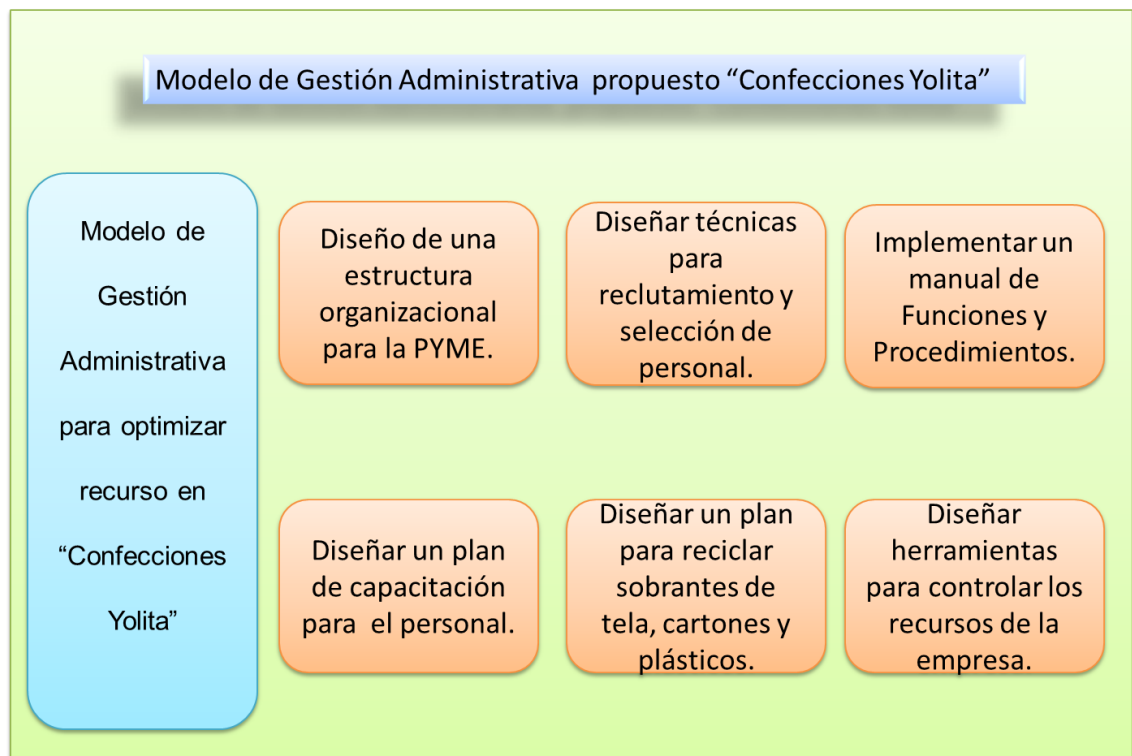 Modelo de Gestión Administrativa propuesto “Confecciones Yolita”
Modelo de
Gestión
Administrativa
para optimizar
recurso en
“Confecciones
Yolita”
Diseño de una
estructura
organizacional
para la PYME.
Diseñar técnicas
para
reclutamiento y
selección de
personal.
Implementar un
manual de
Funciones y
Procedimientos.
Diseñar un plan
de capacitación
para el personal.
Diseñar un plan
para reciclar
sobrantes de
tela, cartones y
plásticos.
Diseñar
herramientas
para controlar los
recursos de la
empresa.